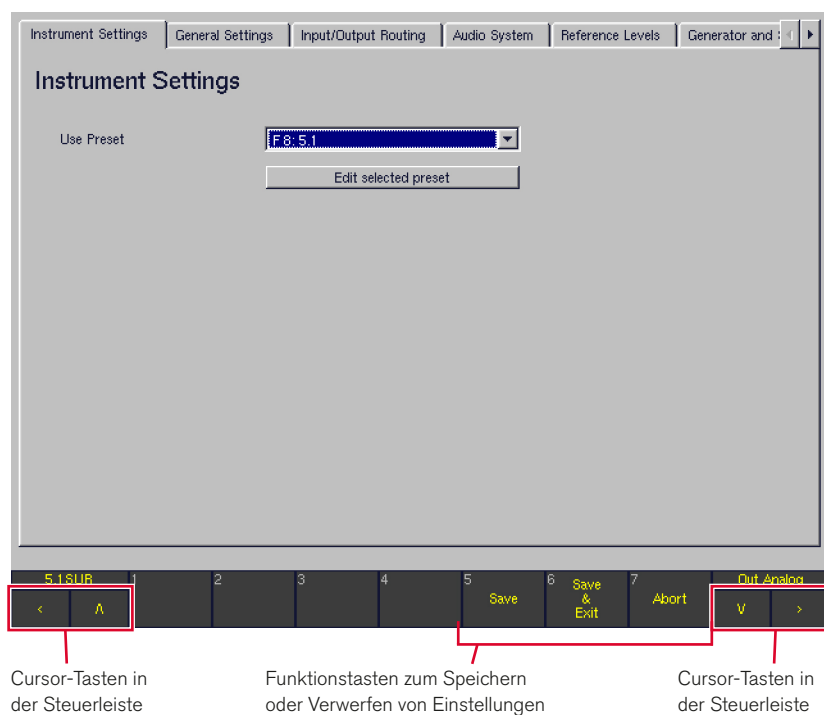 Instrument Settings General Settings Input/Output Routing Audio System Reference Levels Generator and
Instrument Settings
Use Preset F 8: 5.1
Edit selected preset
5.1SUB 1 2 3 4 5 6 7 Out Analog
< Λ Save Save & Exit Abort V >
Cursor-Tasten in
der Steuerleiste
Funktionstasten zum Speichern
oder Verwerfen von Einstellungen
Cursor-Tasten in
der Steuerleiste